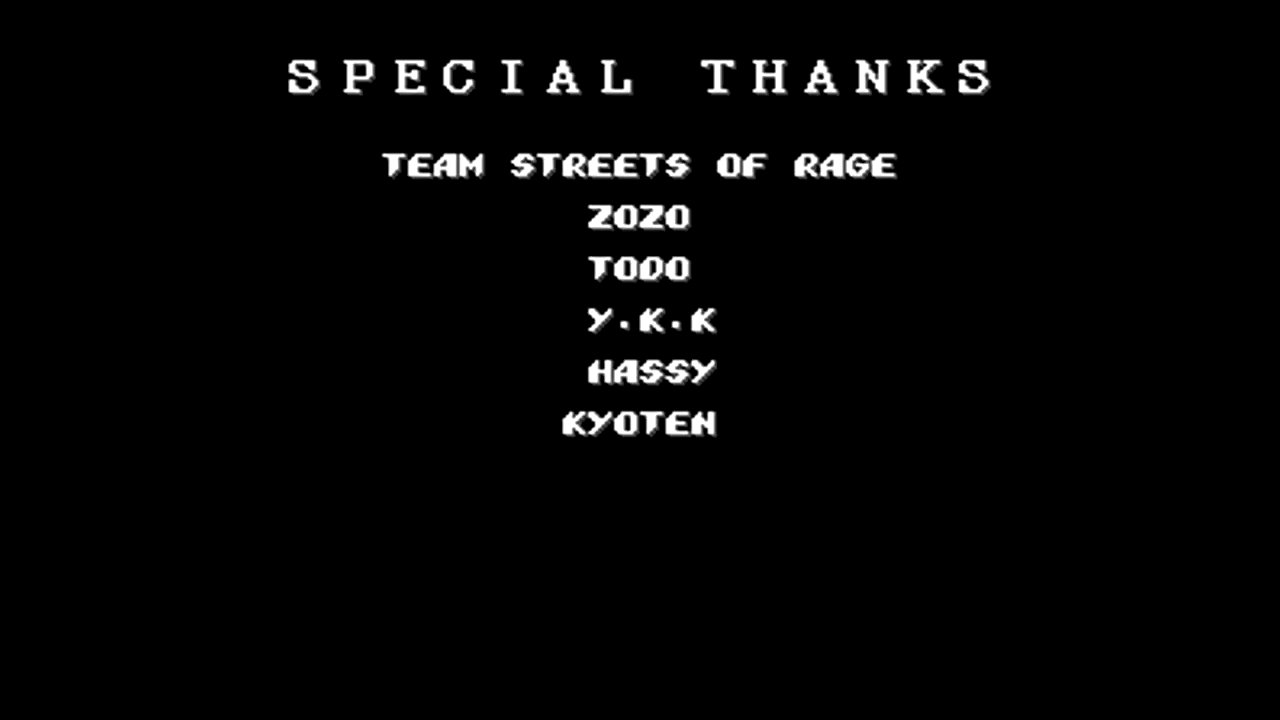 SPECIAL THANKS
TEAM STREETS OF RAGE
ZOZO
TODO
Y.K.K
HASSY
KYOTEN